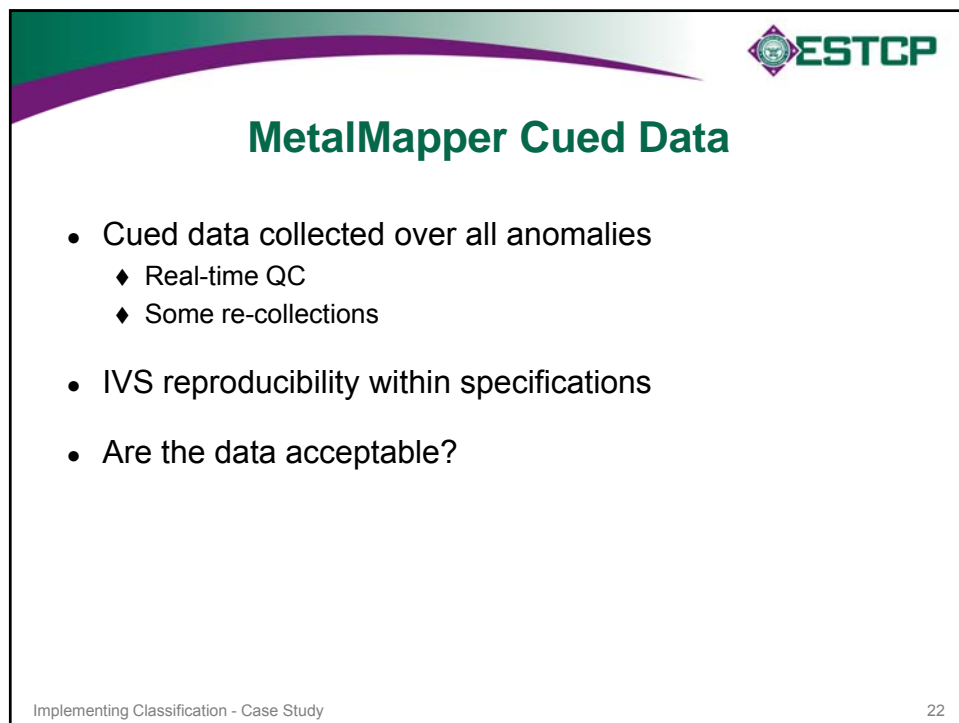 ESTCP
MetalMapper Cued Data
● Cued data collected over all anomalies
♦ Real-time QC
♦ Some re-collections
● IVS reproducibility within specifications
● Are the data acceptable?
Implementing Classification - Case Study
22